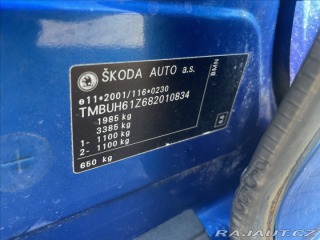 ŠKODA AUTO a.s.
e11*2001/116*0230
TMBUH61Z682010834
1985 kg
3385 kg
1- 1100 kg
2- 1100 kg
650 kg
BMN
RAJAUT.CZ